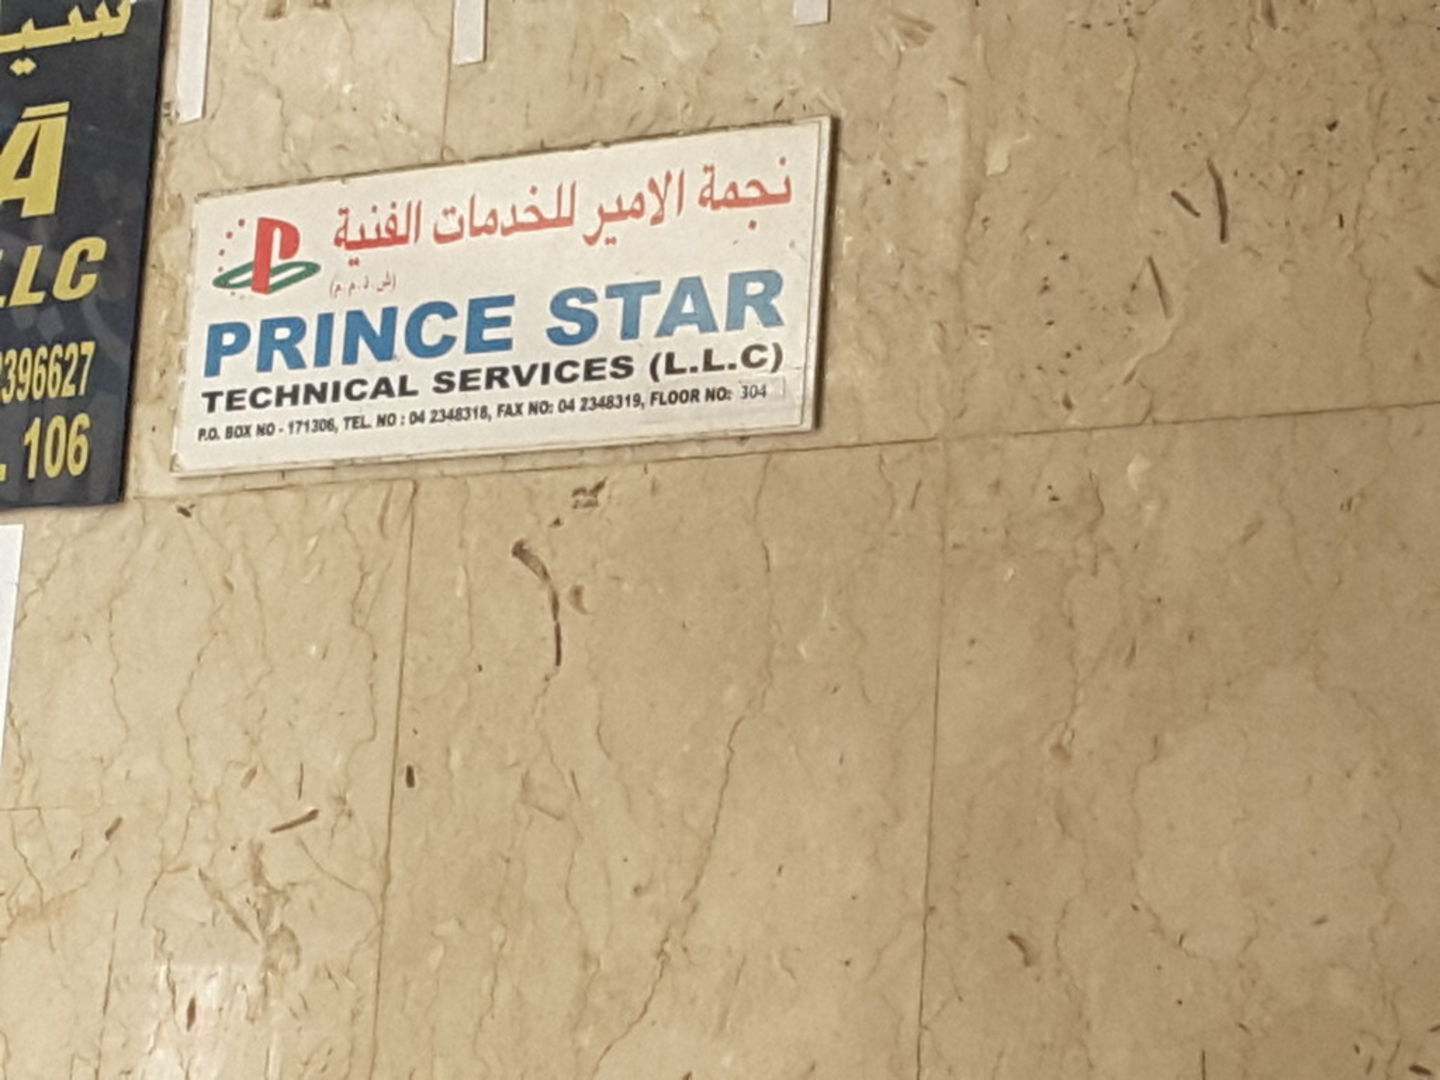 سيـ
Ā
LLC
2396627
. 106
نجمة الامير للخدمات الفنية
(ش.ذ.م.م)
PRINCE STAR
TECHNICAL SERVICES (L.L.C)
P.O. BOX NO - 171306, TEL. NO : 04 2348318, FAX NO: 04 2348319, FLOOR NO: 304